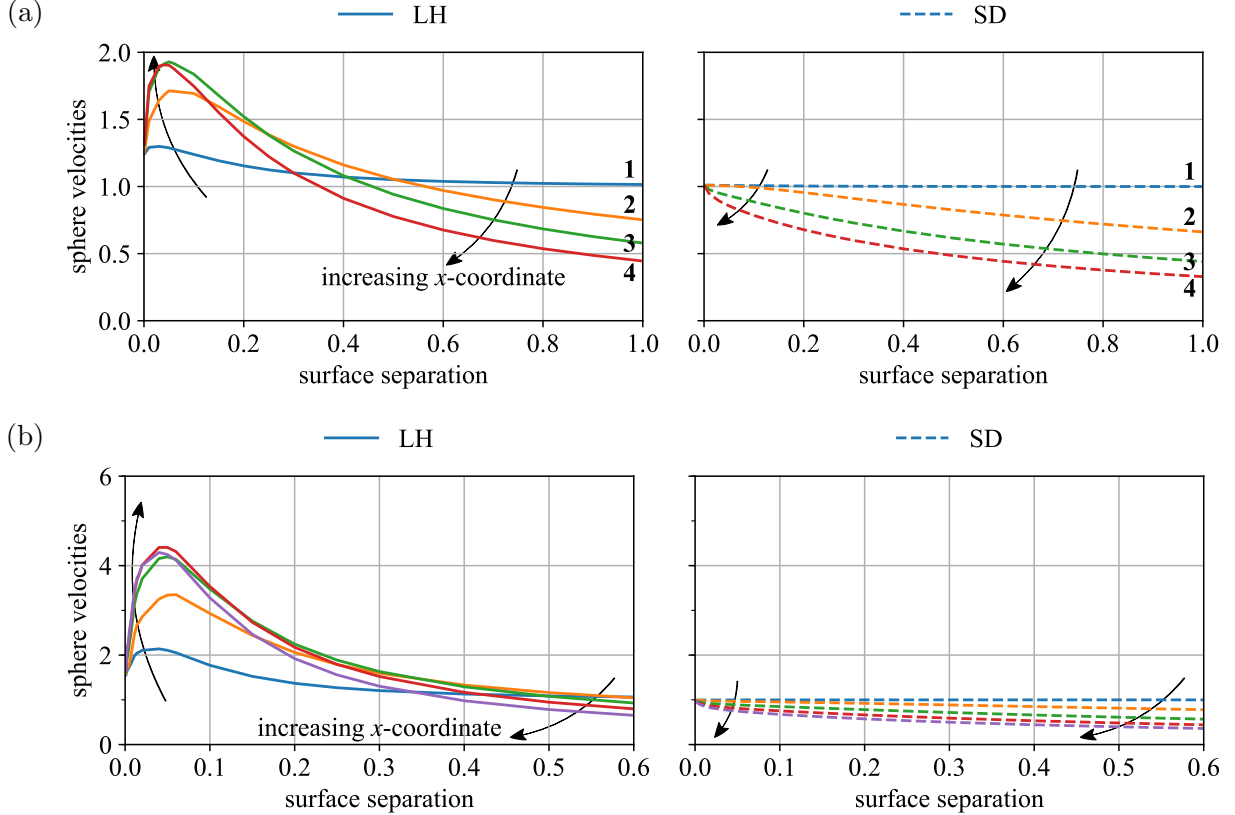 (a)
LH
SD
sphere velocities
2.0
1.5
1.0
0.5
0.0
1
2
3
4
increasing x-coordinate
0.0 0.2 0.4 0.6 0.8 1.0
surface separation
1
2
3
4
0.0 0.2 0.4 0.6 0.8 1.0
surface separation
(b)
LH
SD
sphere velocities
6
4
2
0
increasing x-coordinate
0.0 0.1 0.2 0.3 0.4 0.5 0.6
surface separation
0.0 0.1 0.2 0.3 0.4 0.5 0.6
surface separation